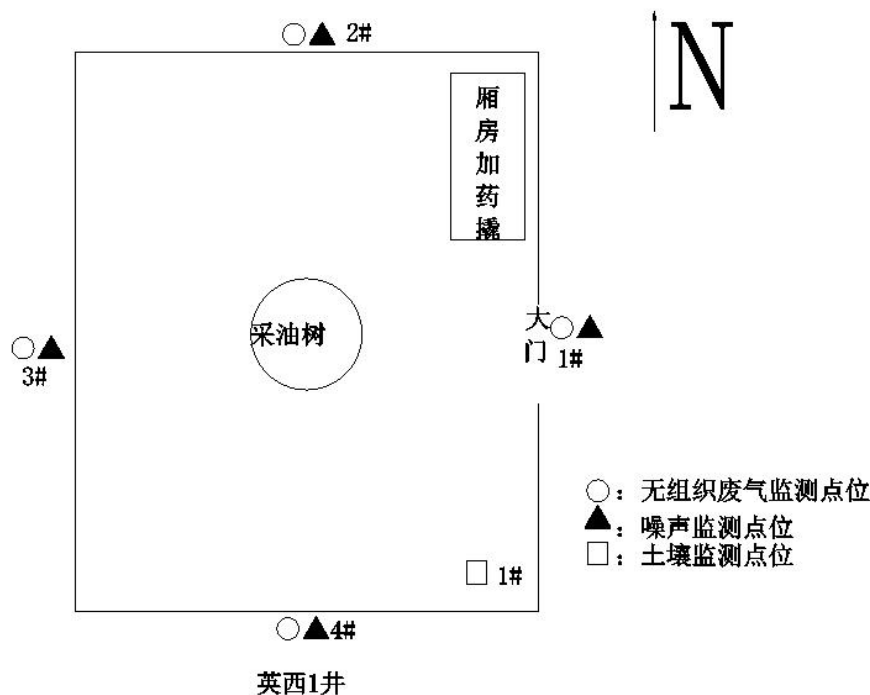 2#
N
厢
房
加
药
撬
采油树
大
门
1#
3#
○：无组织废气监测点位
▲：噪声监测点位
□：土壤监测点位
1#
4#
英西1井